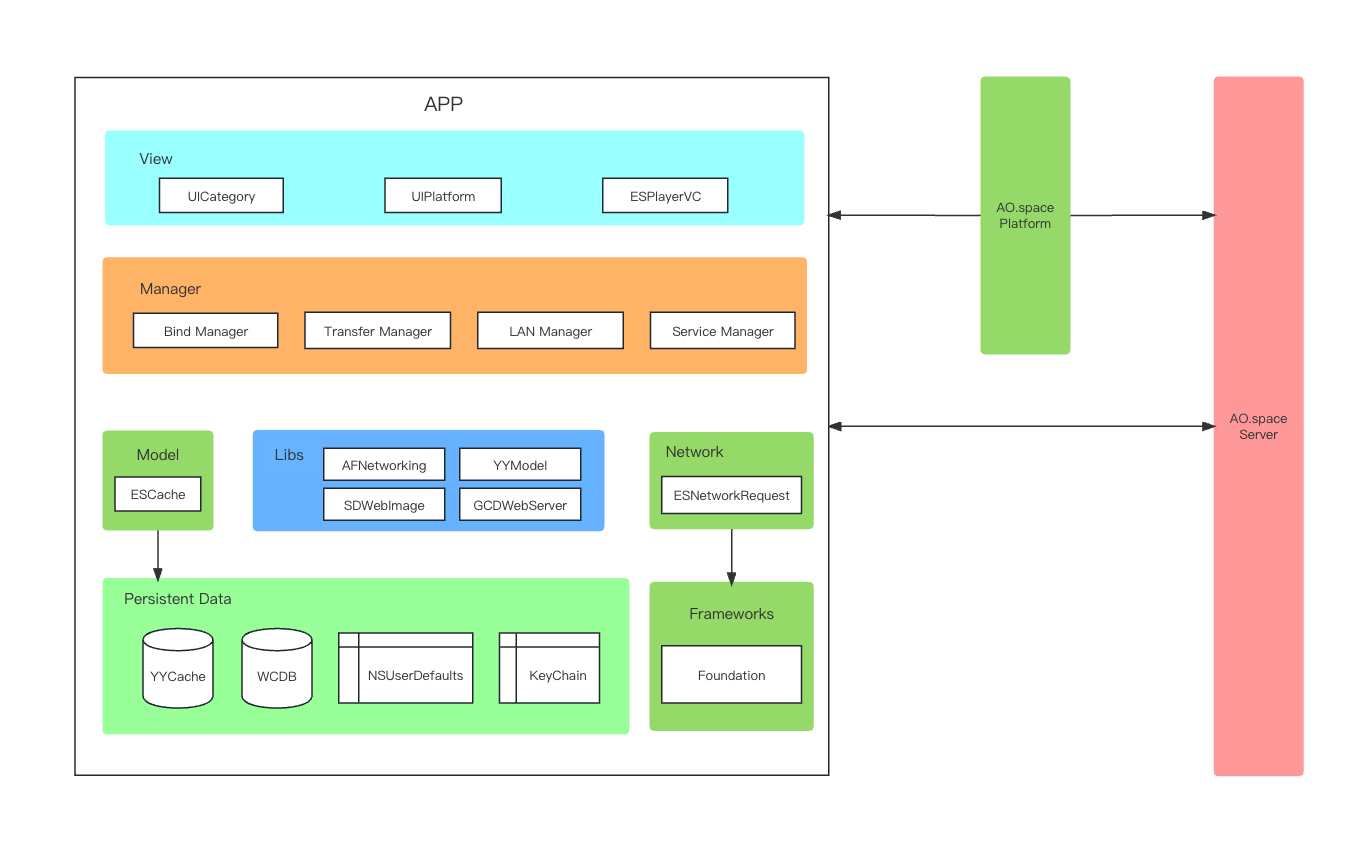 APP
View
UICategory
UIPlatform
ESPlayerVC
Manager
Bind Manager
Transfer Manager
LAN Manager
Service Manager
Model
ESCache
Libs
AFNetworking
YYModel
SDWebImage
GCDWebServer
Network
ESNetworkRequest
Persistent Data
YYCache
WCDB
NSUserDefaults
KeyChain
Frameworks
Foundation
AO.space
Platform
AO.space
Server